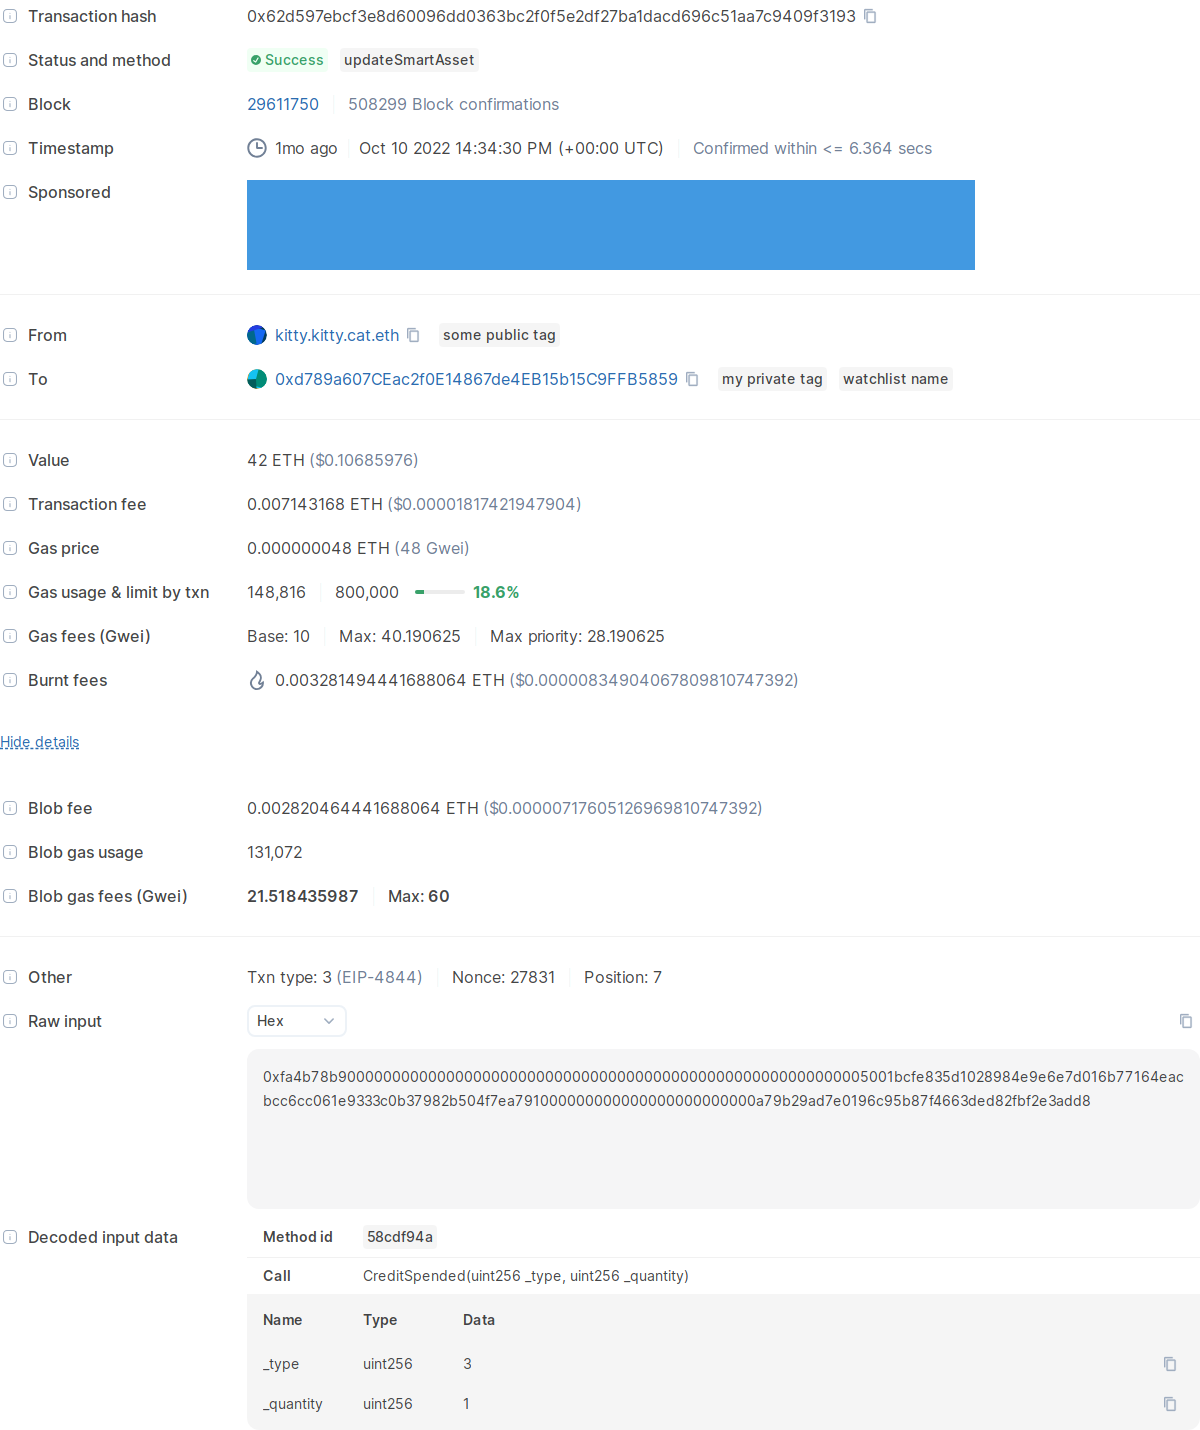 Transaction hash 0x62d597ebcf3e8d60096dd0363bc2f0f5e2df27ba1dacd696c51aa7c9409f3193
Status and method Success updateSmartAsset
Block 29611750 508299 Block confirmations
Timestamp 1mo ago Oct 10 2022 14:34:30 PM (+00:00 UTC) Confirmed within <= 6.364 secs
Sponsored
From kitty.kitty.cat.eth some public tag
To 0xd789a607CEac2f0E14867de4EB15b15C9FFB5859 my private tag watchlist name
Value 42 ETH ($0.10685976)
Transaction fee 0.007143168 ETH ($0.00001817421947904)
Gas price 0.000000048 ETH (48 Gwei)
Gas usage & limit by txn 148,816 800,000 18.6%
Gas fees (Gwei) Base: 10 Max: 40.190625 Max priority: 28.190625
Burnt fees 0.003281494441688064 ETH ($0.000008349040678098​10747392)
Hide details
Blob fee 0.002820464441688064 ETH ($0.00000717605126969810747392)
Blob gas usage 131,072
Blob gas fees (Gwei) 21.518435987 Max: 60
Other Txn type: 3 (EIP-4844) Nonce: 27831 Position: 7
Raw input Hex
0xfa4b78b90000000000000000000000000000000000000000000000000000000005001bcfe835d1028984e9e6e7d016b77164eac
bcc6cc061e9333c0b37982b504f7ea791000000000000000000000000a79b29ad7e0196c95b87f4663ded82fbf2e3add8
Decoded input data Method id 58cdf94a
Call CreditSpended(uint256 _type, uint256 _quantity)
Name Type Data
_type uint256 3
_quantity uint256 1